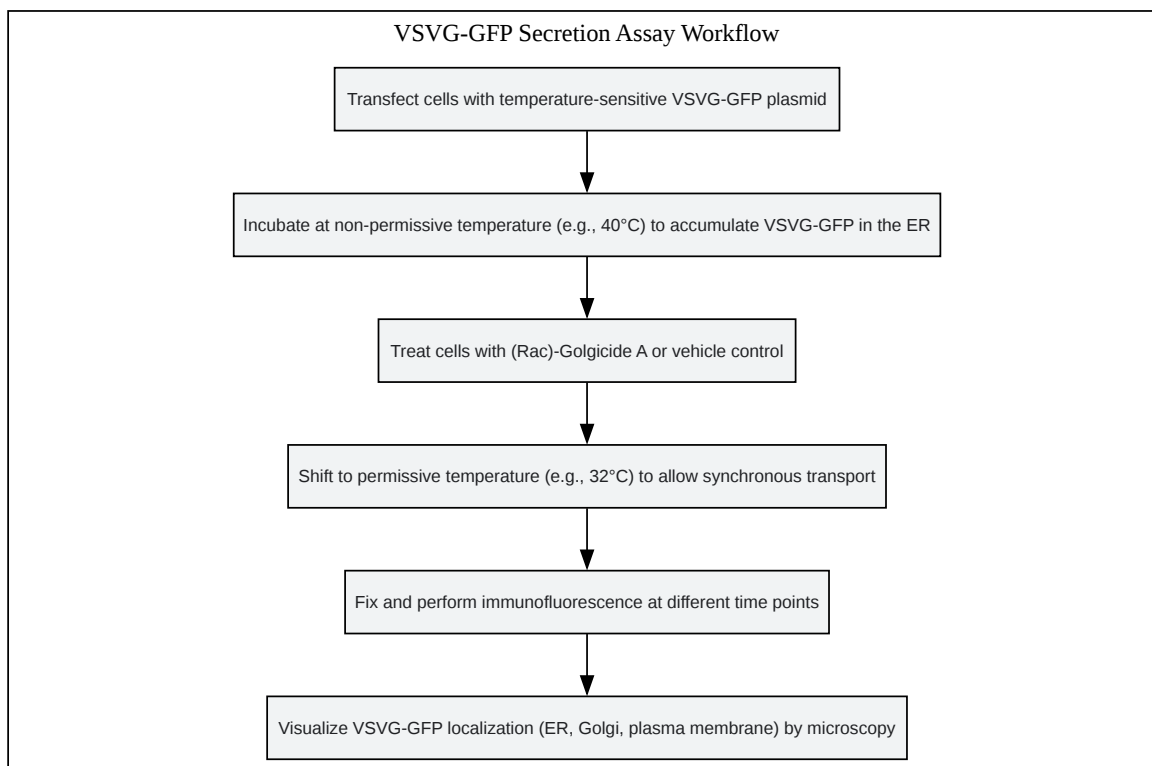 VSVG-GFP Secretion Assay Workflow
Transfect cells with temperature-sensitive VSVG-GFP plasmid
Incubate at non-permissive temperature (e.g., 40°C) to accumulate VSVG-GFP in the ER
Treat cells with (Rac)-Golgicide A or vehicle control
Shift to permissive temperature (e.g., 32°C) to allow synchronous transport
Fix and perform immunofluorescence at different time points
Visualize VSVG-GFP localization (ER, Golgi, plasma membrane) by microscopy